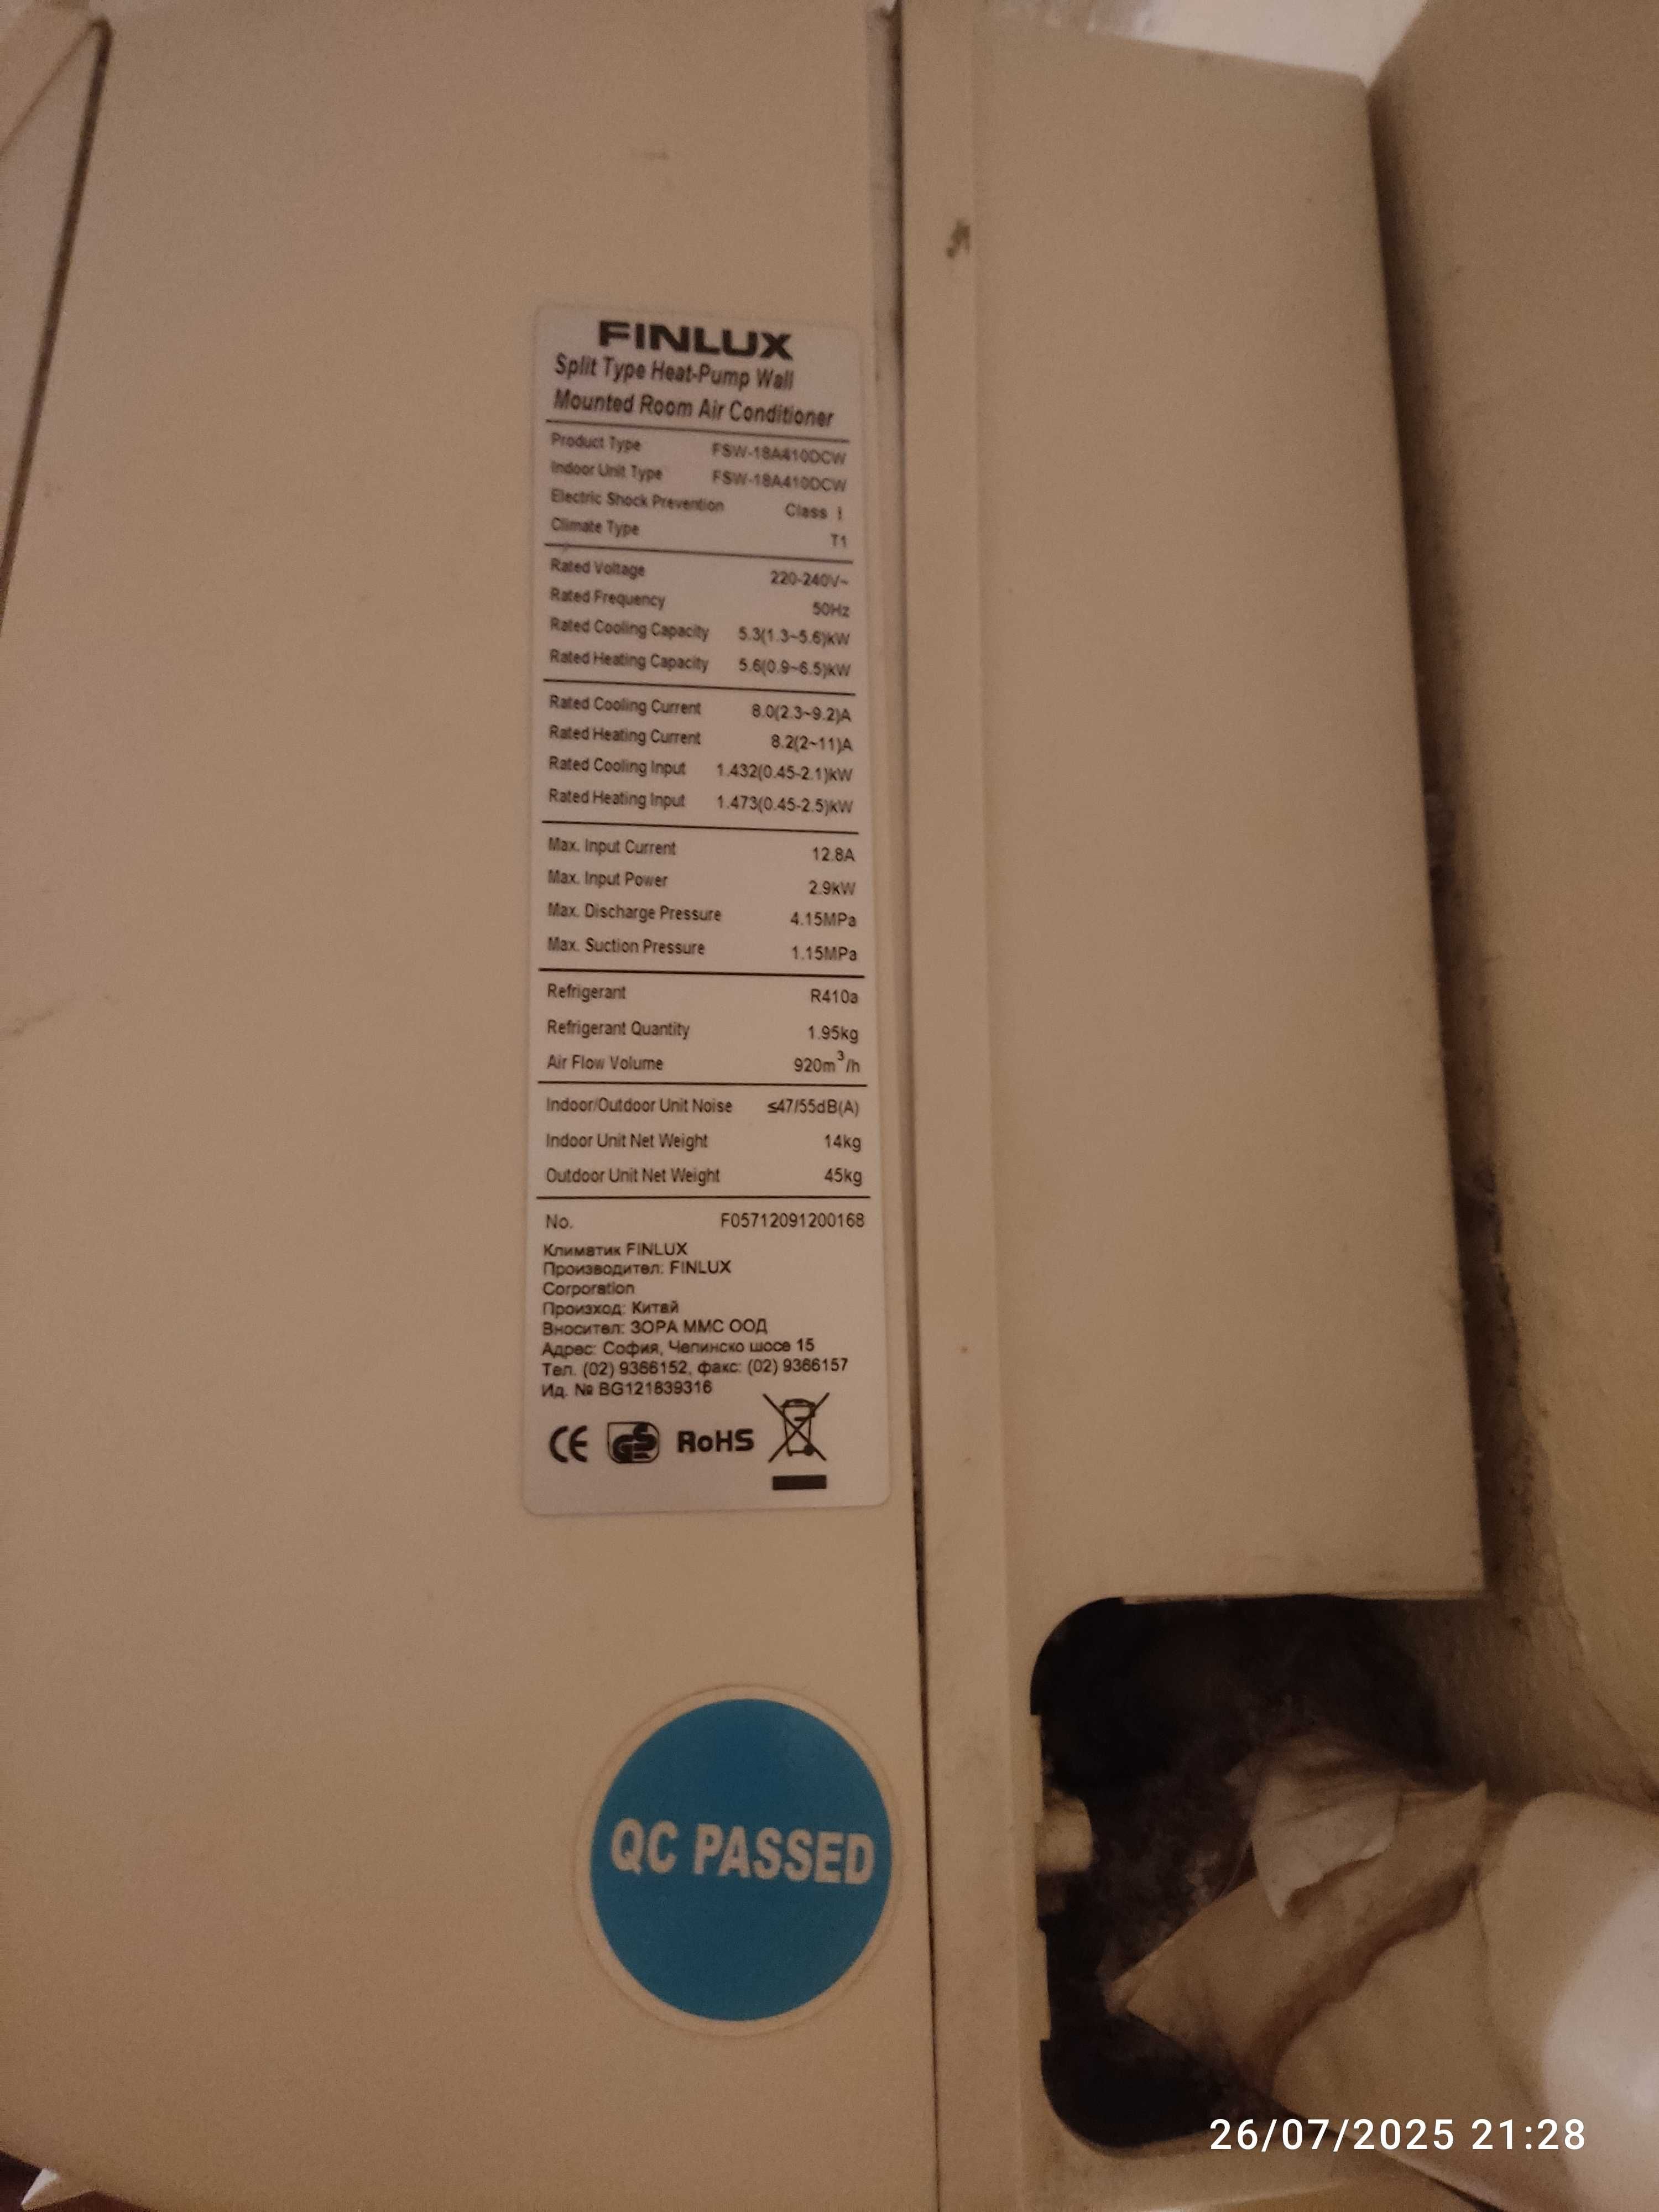 FINLUX
Split Type Heat-Pump Wall
Mounted Room Air Conditioner
Product Type FSW-18A410DCW
Indoor Unit Type FSW-18A410DCW
Electric Shock Prevention Class I
Climate Type T1
Rated Voltage 220-240V~
Rated Frequency 50Hz
Rated Cooling Capacity 5.3(1.3~5.6)kW
Rated Heating Capacity 5.6(0.9~6.5)kW
Rated Cooling Current 8.0(2.3~9.2)A
Rated Heating Current 8.2(2~11)A
Rated Cooling Input 1.432(0.45-2.1)kW
Rated Heating Input 1.473(0.45-2.5)kW
Max. Input Current 12.8A
Max. Input Power 2.9kW
Max. Discharge Pressure 4.15MPa
Max. Suction Pressure 1.15MPa
Refrigerant R410a
Refrigerant Quantity 1.95kg
Air Flow Volume 920m³/h
Indoor/Outdoor Unit Noise ≤47/55dB(A)
Indoor Unit Net Weight 14kg
Outdoor Unit Net Weight 45kg
No. F05712091200168
Климатик FINLUX
Производител: FINLUX
Corporation
Произход: Китай
Вносител: ЗОРА ММС ООД
Адрес: София, Чепинско шосе 15
Тел. (02) 9366152, факс: (02) 9366157
Ид. № BG121839316
CE GS RoHS
QC PASSED
26/07/2025 21:28